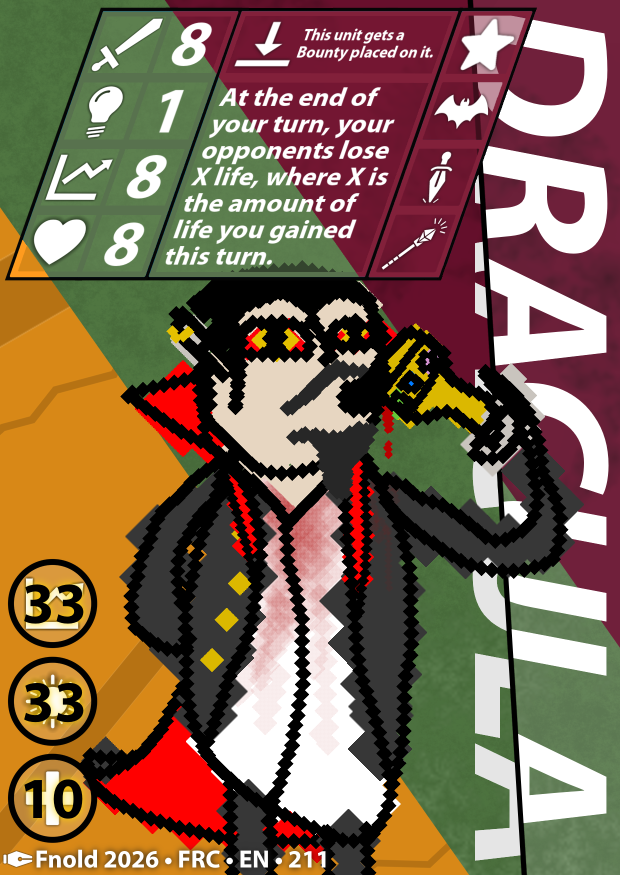 8
This unit gets a
Bounty placed on it.
1
8
8
At the end of
your turn, your
opponents lose
X life, where X is
the amount of
life you gained
this turn.
DRACULA
33
33
10
Fnold 2026 • FRC • EN • 211